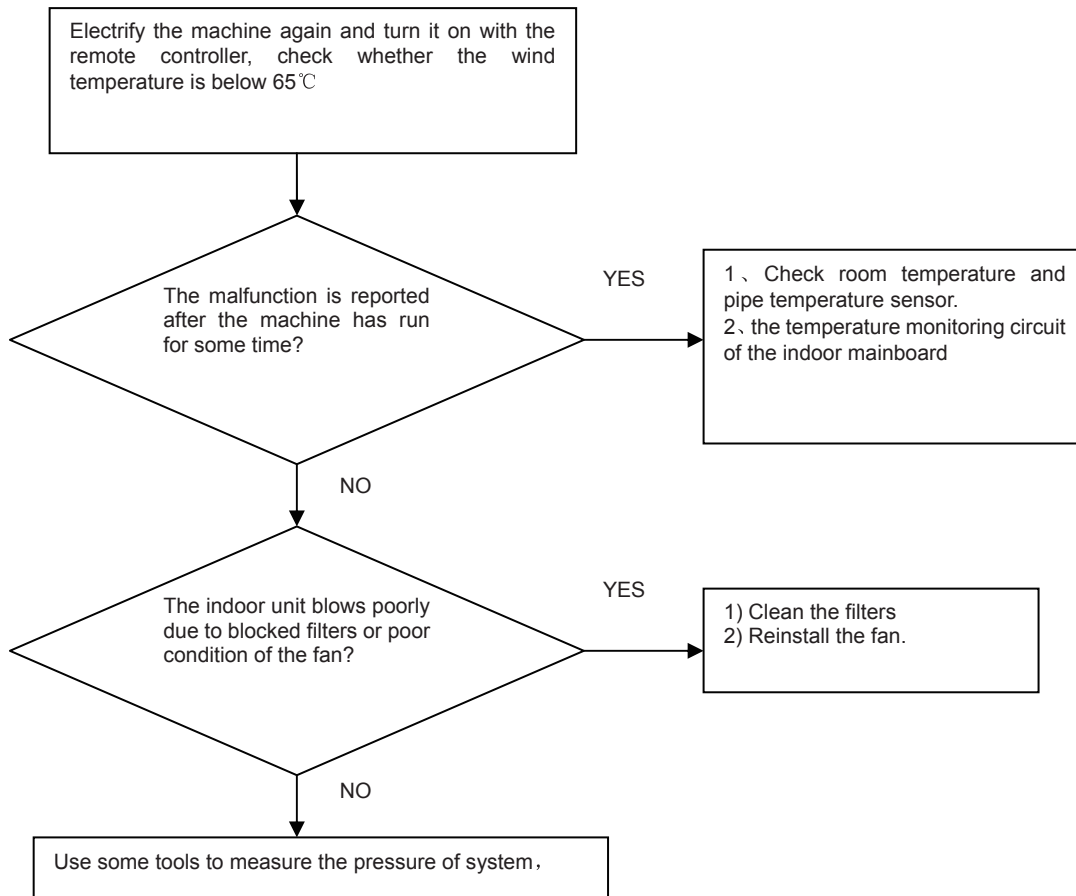 Electrify the machine again and turn it on with the
remote controller, check whether the wind
temperature is below 65℃
The malfunction is reported
after the machine has run
for some time?
YES
1、Check room temperature and
pipe temperature sensor.
2、the temperature monitoring circuit
of the indoor mainboard
NO
The indoor unit blows poorly
due to blocked filters or poor
condition of the fan?
YES
1) Clean the filters
2) Reinstall the fan.
NO
Use some tools to measure the pressure of system，